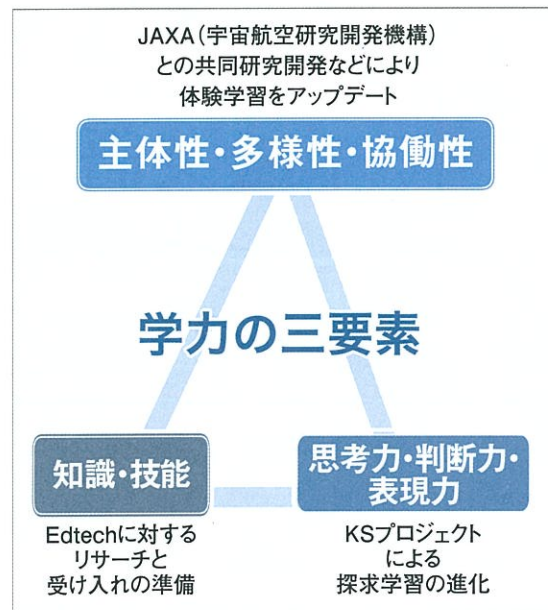 JAXA(宇宙航空研究開発機構)
との共同研究開発などにより
体験学習をアップデート
主体性・多様性・協働性
学力の三要素
知識・技能
Edtechに対する
リサーチと
受け入れの準備
思考力・判断力・
表現力
KSプロジェクト
による
探求学習の進化